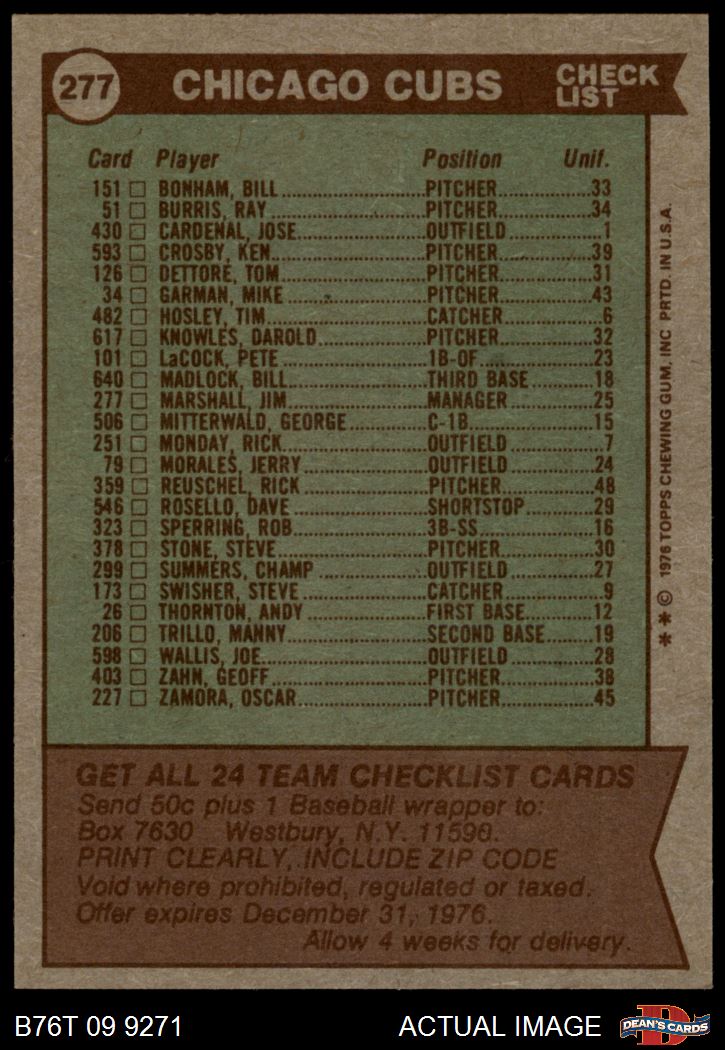 277 CHICAGO CUBS CHECK LIST
Card Player Position Unif.
151 □ BONHAM, BILL PITCHER 33
51 □ BURRIS, RAY PITCHER 34
430 □ CARDENAL, JOSE OUTFIELD 1
593 □ CROSBY, KEN PITCHER 39
126 □ DETTORE, TOM PITCHER 31
34 □ GARMAN, MIKE PITCHER 43
482 □ HOSLEY, TIM CATCHER 6
617 □ KNOWLES, DAROLD PITCHER 32
101 □ LaCOCK, PETE 1B-OF 23
640 □ MADLOCK, BILL THIRD BASE 18
277 □ MARSHALL, JIM MANAGER 25
506 □ MITTERWALD, GEORGE C-1B 15
251 □ MONDAY, RICK OUTFIELD 7
79 □ MORALES, JERRY OUTFIELD 24
359 □ REUSCHEL, RICK PITCHER 48
546 □ ROSELLO, DAVE SHORTSTOP 29
323 □ SPERRING, ROB 3B-SS 16
378 □ STONE, STEVE PITCHER 30
299 □ SUMMERS, CHAMP OUTFIELD 27
173 □ SWISHER, STEVE CATCHER 9
26 □ THORNTON, ANDY FIRST BASE 12
206 □ TRILLO, MANNY SECOND BASE 19
598 □ WALLIS, JOE OUTFIELD 28
403 □ ZAHN, GEOFF PITCHER 38
227 □ ZAMORA, OSCAR PITCHER 45
* * © 1976 TOPPS CHEWING GUM, INC PRTD. IN U.S.A.
GET ALL 24 TEAM CHECKLIST CARDS
Send 50c plus 1 Baseball wrapper to:
Box 7630 Westbury, N.Y. 11590.
PRINT CLEARLY, INCLUDE ZIP CODE
Void where prohibited, regulated or taxed.
Offer expires December 31, 1976.
Allow 4 weeks for delivery.
B76T 09 9271 ACTUAL IMAGE
D
DEAN'S CARDS